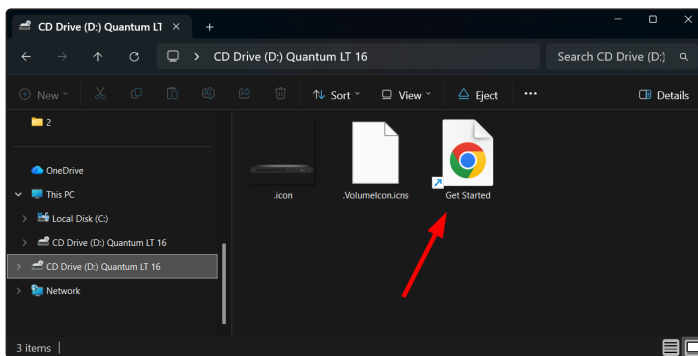 CD Drive (D:) Quantum LT
CD Drive (D:) Quantum LT 16
Search CD Drive (D:)
New
Sort
View
Eject
Details
2
OneDrive
This PC
Local Disk (C:)
CD Drive (D:) Quantum LT 16
CD Drive (D:) Quantum LT 16
Network
.icon
.VolumeIcon.icns
Get Started
3 items